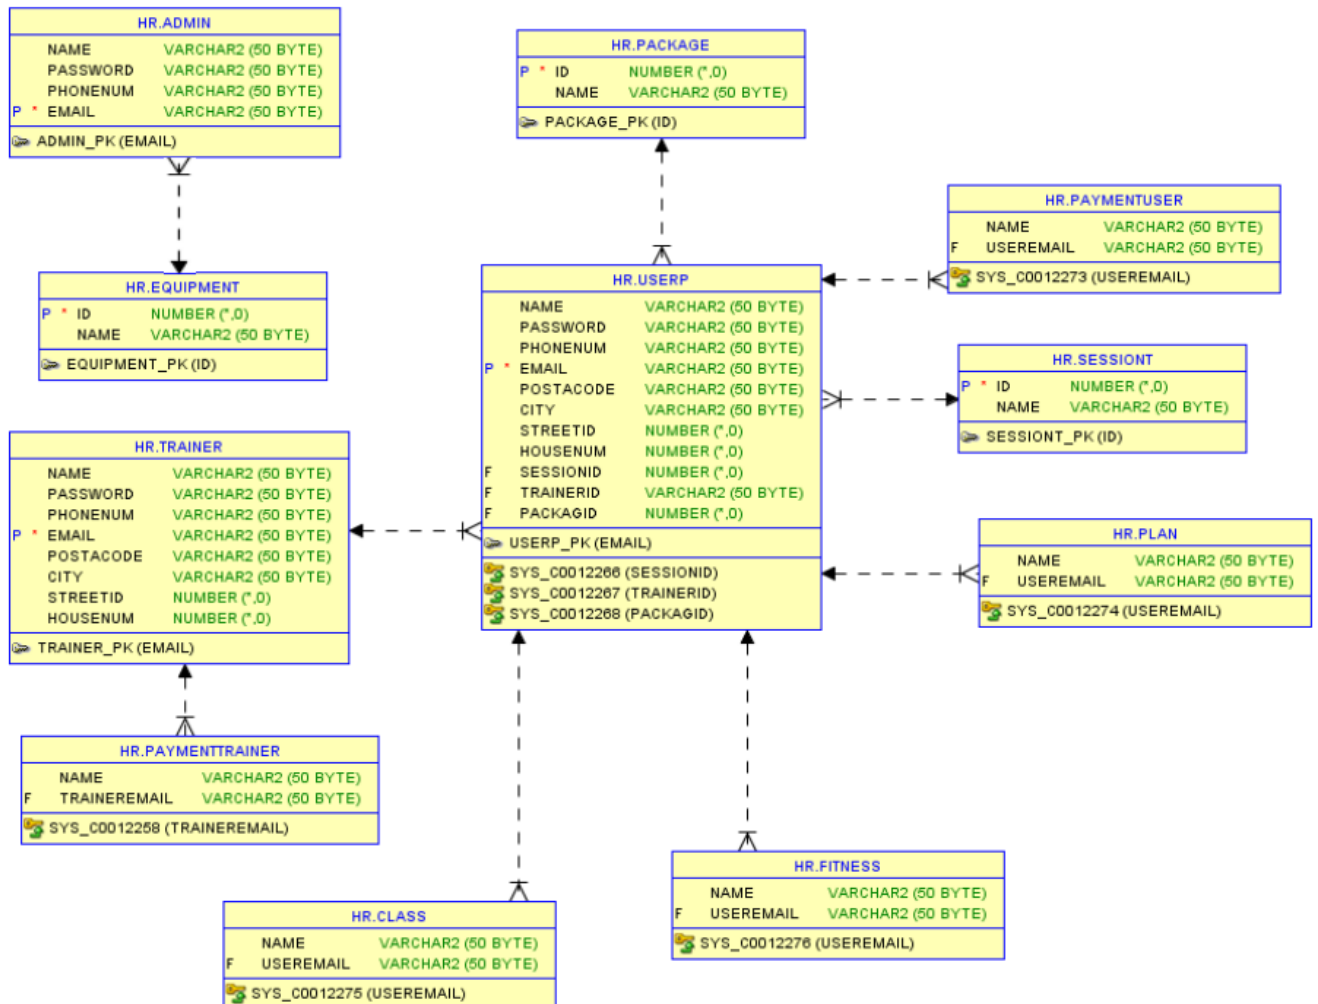 HR.ADMIN
NAME VARCHAR2 (50 BYTE)
PASSWORD VARCHAR2 (50 BYTE)
PHONENUM VARCHAR2 (50 BYTE)
P * EMAIL VARCHAR2 (50 BYTE)
ADMIN_PK (EMAIL)
HR.PACKAGE
P * ID NUMBER (*,0)
NAME VARCHAR2 (50 BYTE)
PACKAGE_PK (ID)
HR.PAYMENTUSER
NAME VARCHAR2 (50 BYTE)
F USEREMAIL VARCHAR2 (50 BYTE)
SYS_C0012273 (USEREMAIL)
HR.EQUIPMENT
P * ID NUMBER (*,0)
NAME VARCHAR2 (50 BYTE)
EQUIPMENT_PK (ID)
HR.USERP
NAME VARCHAR2 (50 BYTE)
PASSWORD VARCHAR2 (50 BYTE)
PHONENUM VARCHAR2 (50 BYTE)
P * EMAIL VARCHAR2 (50 BYTE)
POSTACODE VARCHAR2 (50 BYTE)
CITY VARCHAR2 (50 BYTE)
STREETID NUMBER (*,0)
HOUSENUM NUMBER (*,0)
F SESSIONID NUMBER (*,0)
F TRAINERID VARCHAR2 (50 BYTE)
F PACKAGID NUMBER (*,0)
USERP_PK (EMAIL)
SYS_C0012266 (SESSIONID)
SYS_C0012267 (TRAINERID)
SYS_C0012268 (PACKAGID)
HR.SESSIONT
P * ID NUMBER (*,0)
NAME VARCHAR2 (50 BYTE)
SESSIONT_PK (ID)
HR.TRAINER
NAME VARCHAR2 (50 BYTE)
PASSWORD VARCHAR2 (50 BYTE)
PHONENUM VARCHAR2 (50 BYTE)
P * EMAIL VARCHAR2 (50 BYTE)
POSTACODE VARCHAR2 (50 BYTE)
CITY VARCHAR2 (50 BYTE)
STREETID NUMBER (*,0)
HOUSENUM NUMBER (*,0)
TRAINER_PK (EMAIL)
HR.PLAN
NAME VARCHAR2 (50 BYTE)
F USEREMAIL VARCHAR2 (50 BYTE)
SYS_C0012274 (USEREMAIL)
HR.PAYMENTTRAINER
NAME VARCHAR2 (50 BYTE)
F TRAINEREMAIL VARCHAR2 (50 BYTE)
SYS_C0012258 (TRAINEREMAIL)
HR.FITNESS
NAME VARCHAR2 (50 BYTE)
F USEREMAIL VARCHAR2 (50 BYTE)
SYS_C0012276 (USEREMAIL)
HR.CLASS
NAME VARCHAR2 (50 BYTE)
F USEREMAIL VARCHAR2 (50 BYTE)
SYS_C0012275 (USEREMAIL)